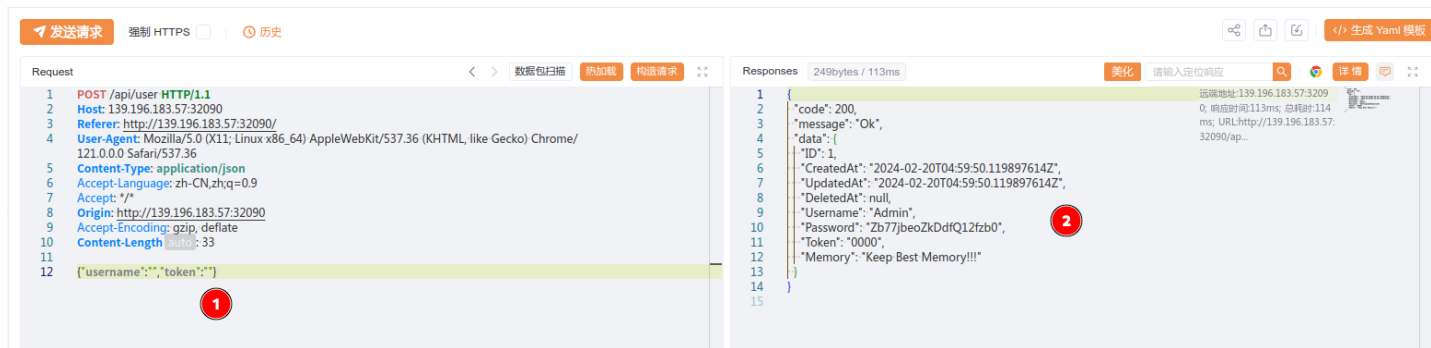 发送请求 强制 HTTPS 历史 </> 生成 Yaml 模板
Request < > 数据包扫描 热加载 构造请求
1 POST /api/user HTTP/1.1
2 Host: 139.196.183.57:32090
3 Referer: http://139.196.183.57:32090/
4 User-Agent: Mozilla/5.0 (X11; Linux x86_64) AppleWebKit/537.36 (KHTML, like Gecko) Chrome/
121.0.0.0 Safari/537.36
5 Content-Type: application/json
6 Accept-Language: zh-CN,zh;q=0.9
7 Accept: */*
8 Origin: http://139.196.183.57:32090
9 Accept-Encoding: gzip, deflate
10 Content-Length auto : 33
11
12 {"username":"","token":""}
1
Responses 249bytes / 113ms 美化 请输入定位响应 详情
1 {
2 "code": 200,
3 "message": "Ok",
4 "data": {
5 "ID": 1,
6 "CreatedAt": "2024-02-20T04:59:50.119897614Z",
7 "UpdatedAt": "2024-02-20T04:59:50.119897614Z",
8 "DeletedAt": null,
9 "Username": "Admin",
10 "Password": "Zb77jbeoZkDdfQ12fzb0",
11 "Token": "0000",
12 "Memory": "Keep Best Memory!!!"
13 }
14 }
15
2
远端地址:139.196.183.57:3209
0; 响应时间:113ms; 总耗时:114
ms; URL:http://139.196.183.57:
32090/ap...